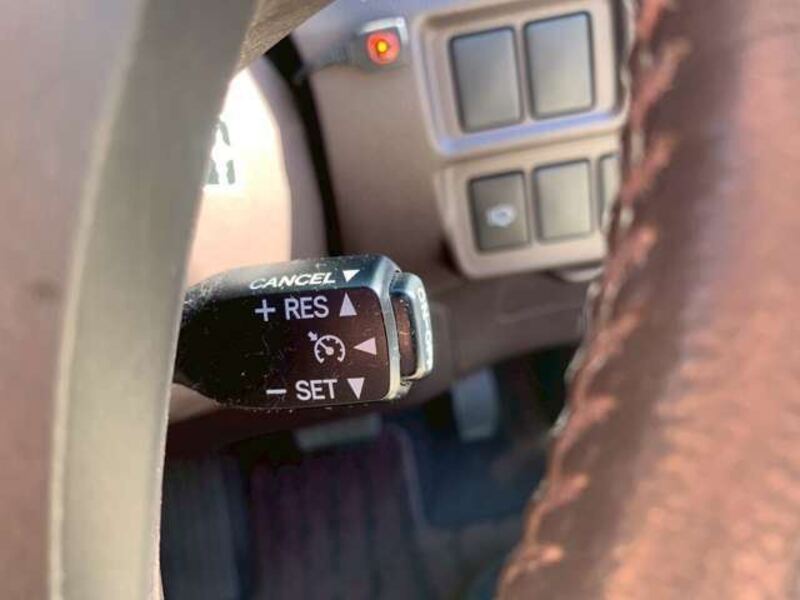 CANCEL ▼
+ RES ▲
◀
− SET ▼